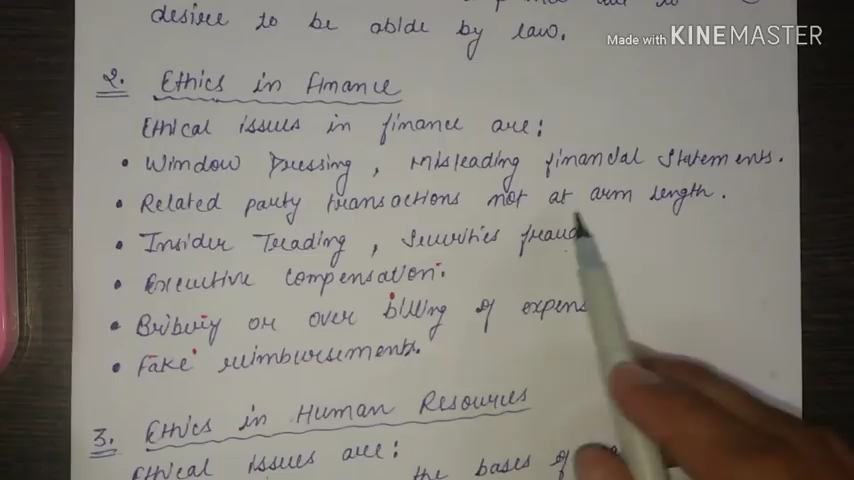 desire to be abide by law.
Made with KINEMASTER
2. Ethics in Finance
Ethical issues in finance are:
• Window Dressing, Misleading financial statements.
• Related party transactions not at arm length.
• Insider Trading, Securities fraud
• Executive Compensation.
• Bribery or over billing of expens
• Fake reimbursements.
3. Ethics in Human Resources
Ethical issues are:
the bases of